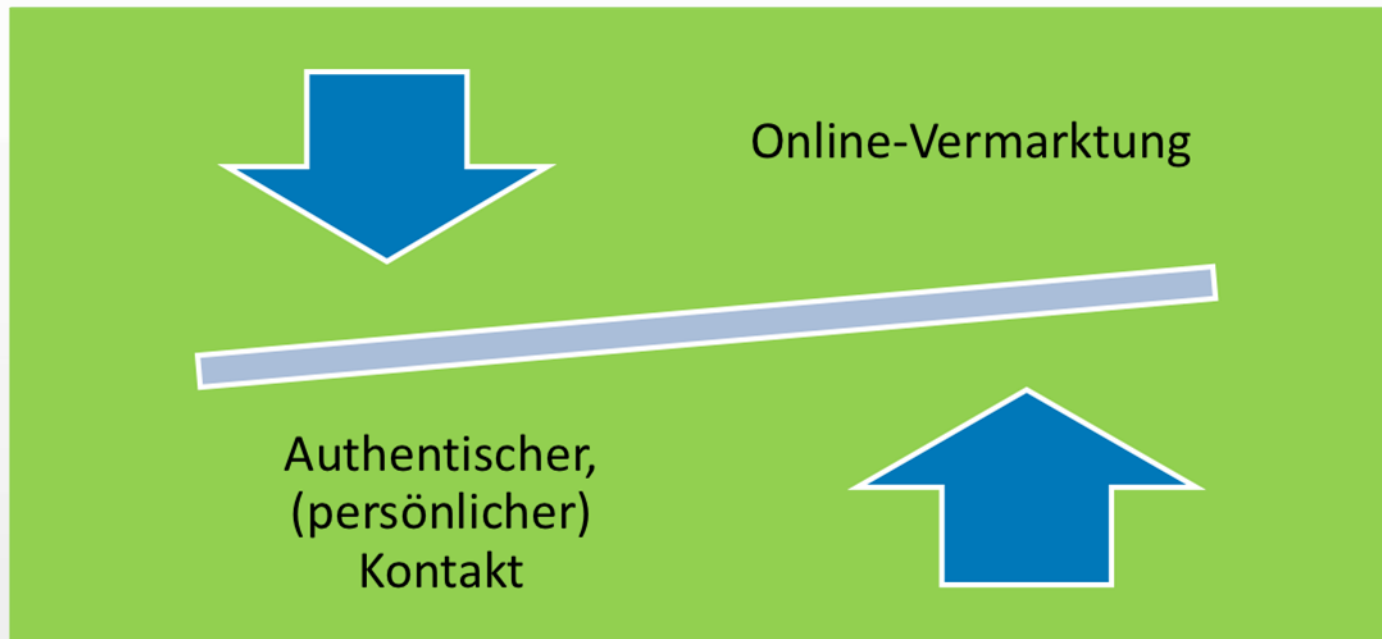 Online-Vermarktung
Authentischer,
(persönlicher)
Kontakt